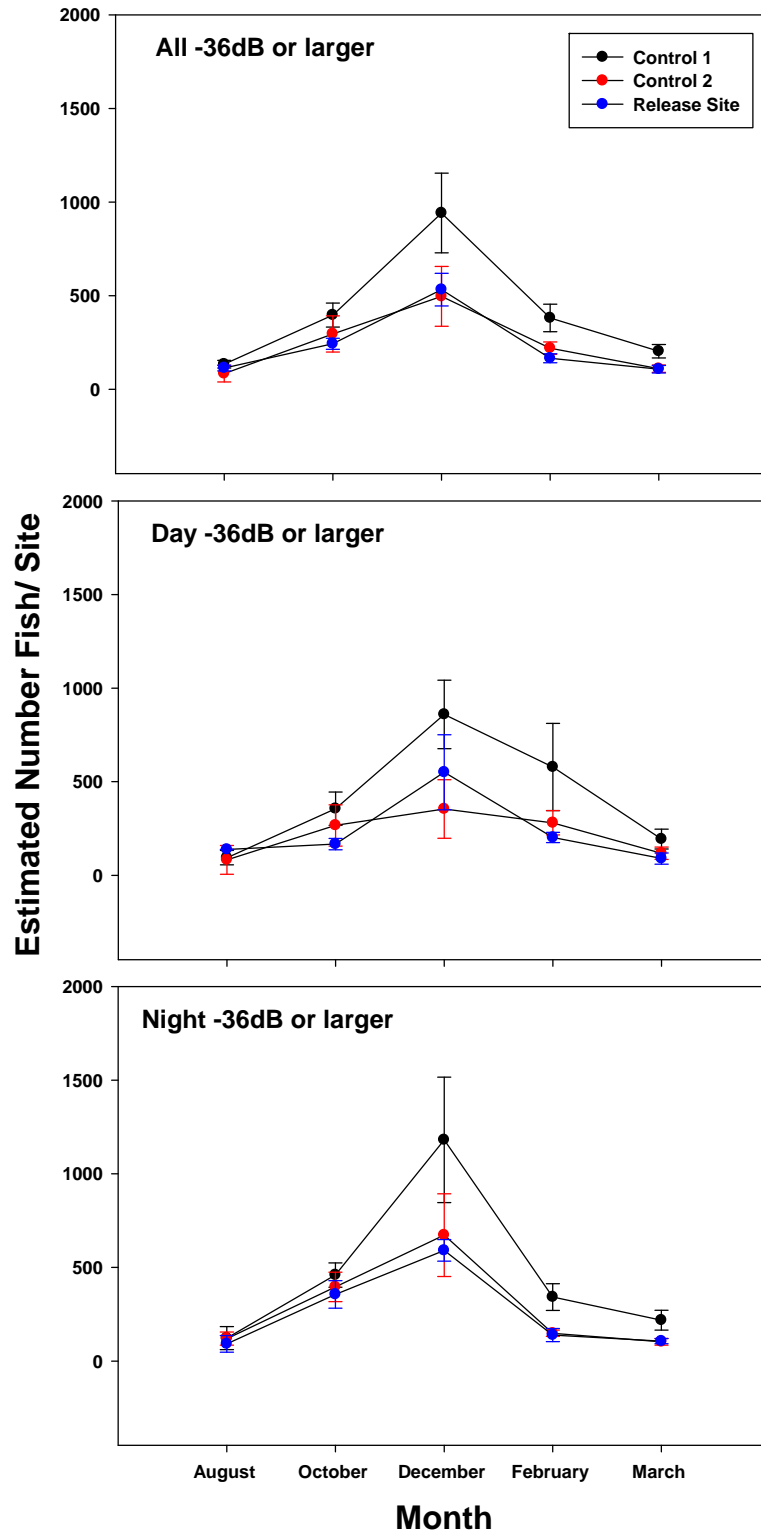 All -36dB or larger
Control 1
Control 2
Release Site
2000
1500
1000
500
0
Day -36dB or larger
2000
1500
1000
500
0
Estimated Number Fish/ Site
Night -36dB or larger
2000
1500
1000
500
0
August October December February March
Month